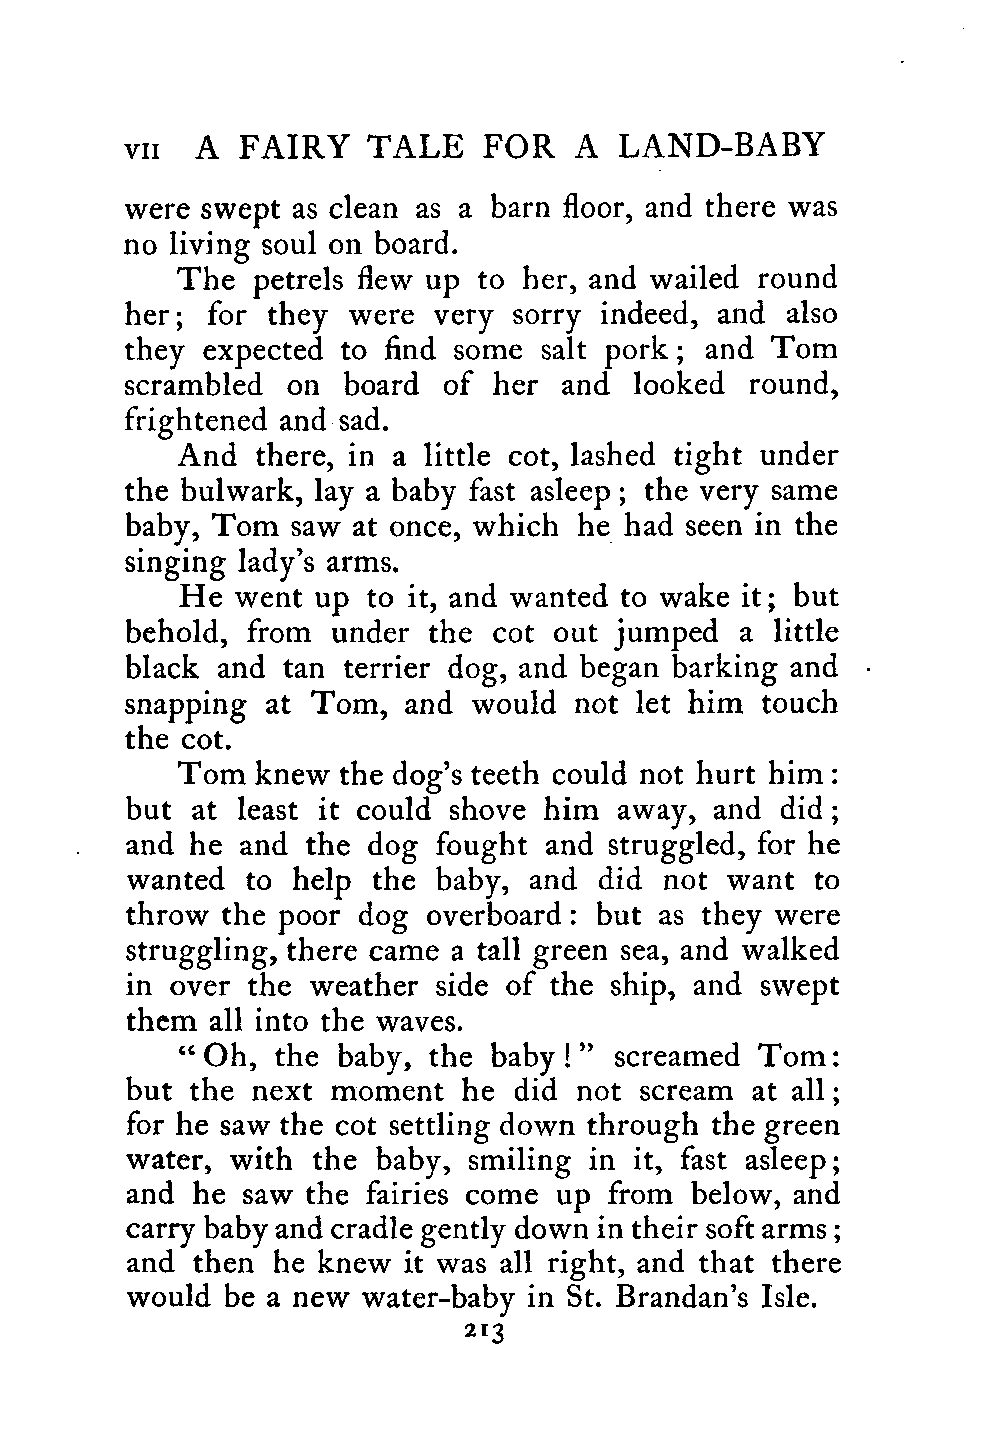 VII A FAIRY TALE FOR A LAND-BABY
were swept as clean as a barn floor, and there was
no living soul on board.
The petrels flew up to her, and wailed round
her; for they were very sorry indeed, and also
they expected to find some salt pork; and Tom
scrambled on board of her and looked round,
frightened and sad.
And there, in a little cot, lashed tight under
the bulwark, lay a baby fast asleep; the very same
baby, Tom saw at once, which he had seen in the
singing lady's arms.
He went up to it, and wanted to wake it; but
behold, from under the cot out jumped a little
black and tan terrier dog, and began barking and
snapping at Tom, and would not let him touch
the cot.
Tom knew the dog's teeth could not hurt him:
but at least it could shove him away, and did;
and he and the dog fought and struggled, for he
wanted to help the baby, and did not want to
throw the poor dog overboard: but as they were
struggling, there came a tall green sea, and walked
in over the weather side of the ship, and swept
them all into the waves.
"Oh, the baby, the baby!" screamed Tom:
but the next moment he did not scream at all;
for he saw the cot settling down through the green
water, with the baby, smiling in it, fast asleep;
and he saw the fairies come up from below, and
carry baby and cradle gently down in their soft arms;
and then he knew it was all right, and that there
would be a new water-baby in St. Brandan's Isle.
213